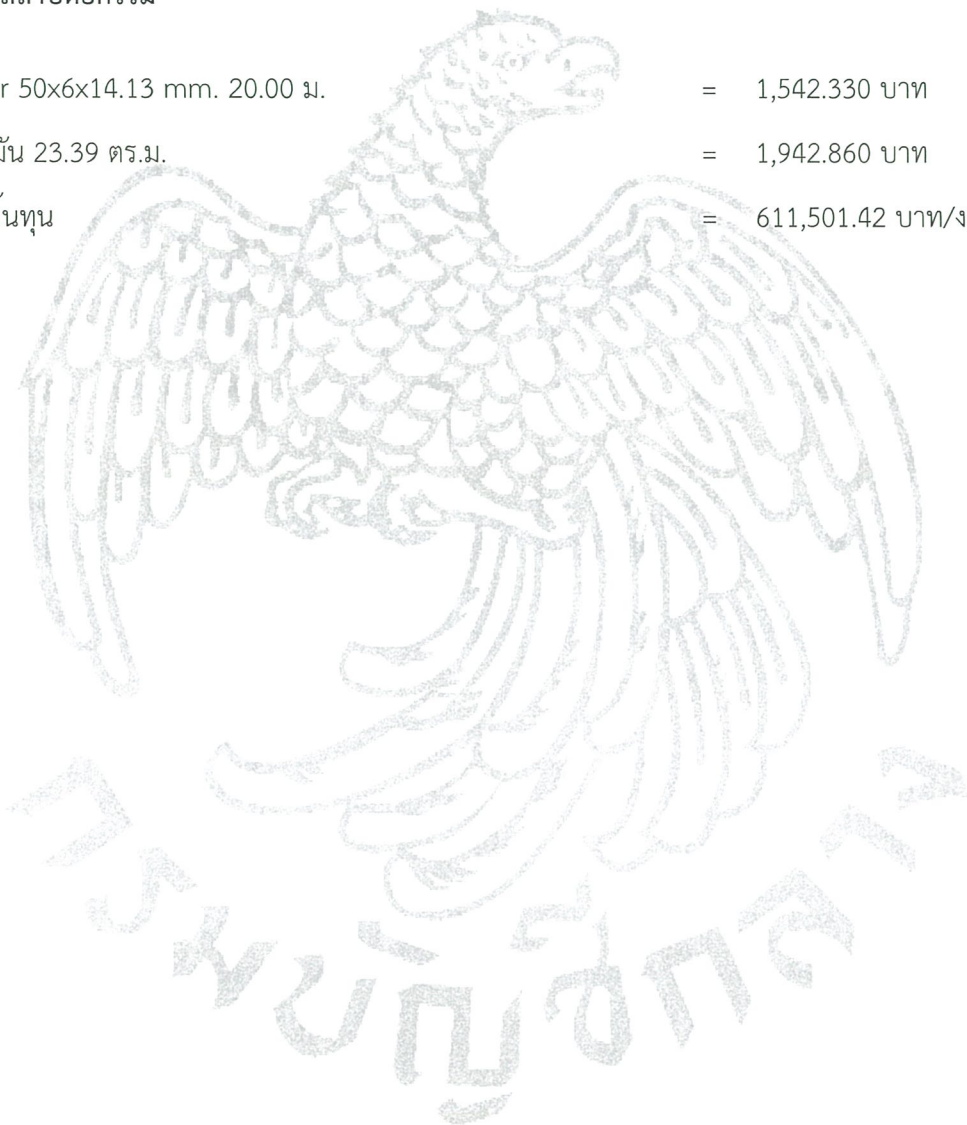 r 50x6x14.13 mm. 20.00 ม. = 1,542.330 บาท
มัน 23.39 ตร.ม. = 1,942.860 บาท
นทุน = 611,501.42 บาท/ง
กรมบัญชีกลาง